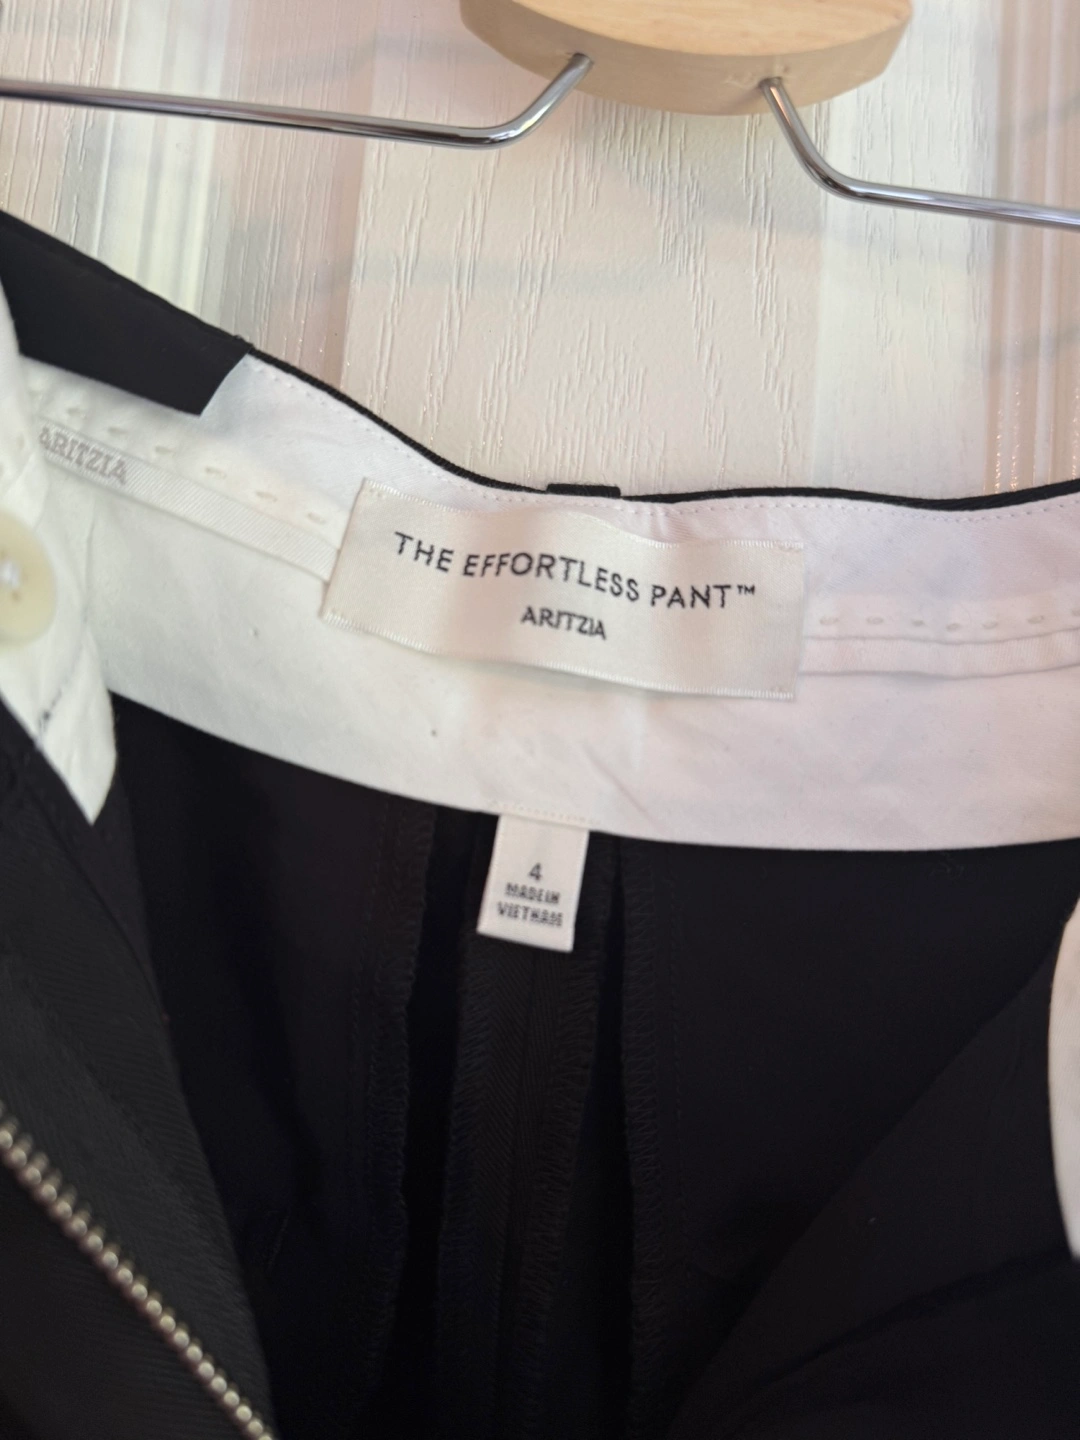 ARITZIA
THE EFFORTLESS PANT™
ARITZIA
4
MADE IN
VIETNAM